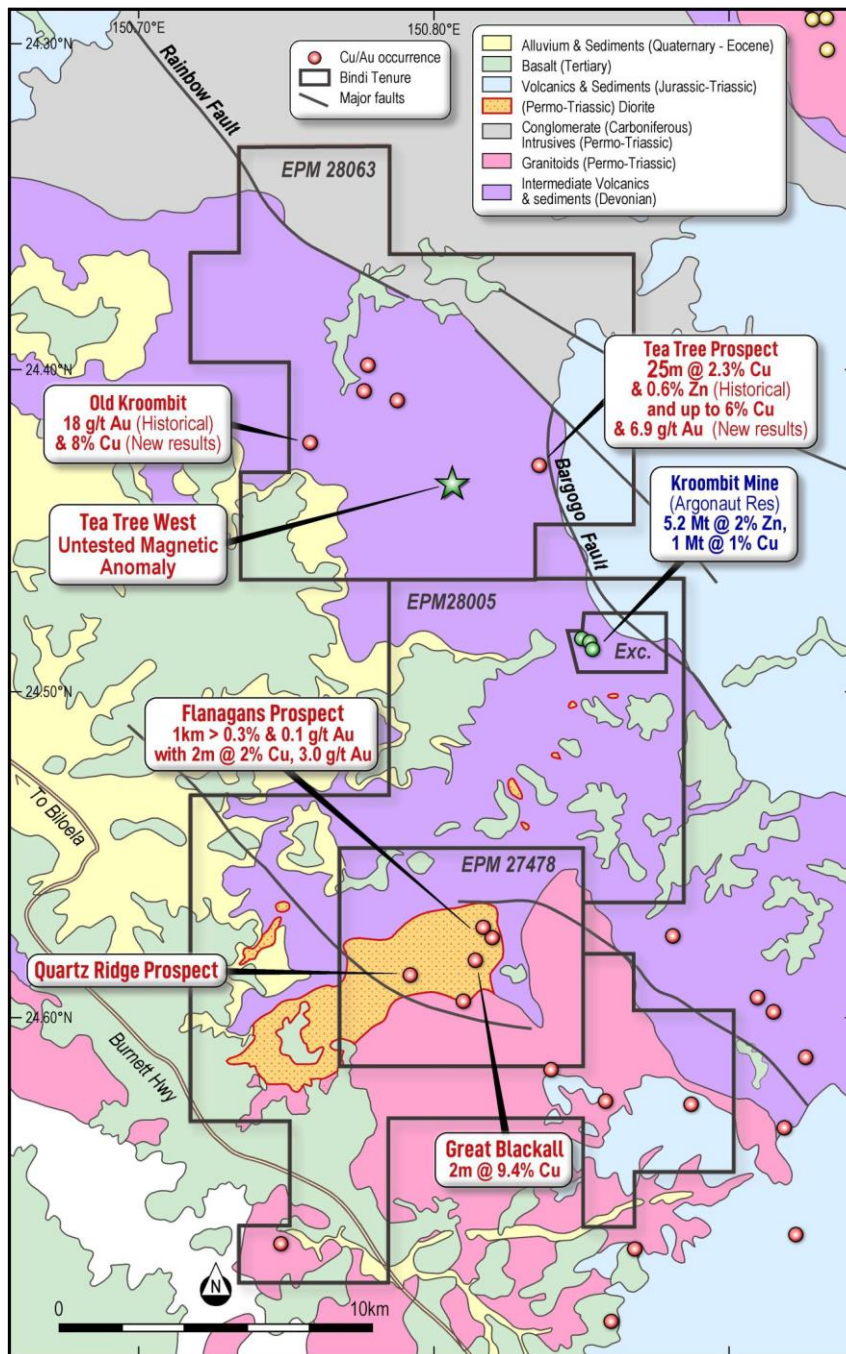 150.70°E
150.80°E
24.30°N
Rainbow Fault
Cu/Au occurrence
Bindi Tenure
Major faults
Alluvium & Sediments (Quaternary - Eocene)
Basalt (Tertiary)
Volcanics & Sediments (Jurassic-Triassic)
(Permo-Triassic) Diorite
Conglomerate (Carboniferous)
Intrusives (Permo-Triassic)
Granitoids (Permo-Triassic)
Intermediate Volcanics
& sediments (Devonian)
EPM 28063
24.40°N
Tea Tree Prospect
25m @ 2.3% Cu
& 0.6% Zn (Historical)
and up to 6% Cu
& 6.9 g/t Au (New results)
Old Kroombit
18 g/t Au (Historical)
& 8% Cu (New results)
Bargogo Fault
Kroombit Mine
(Argonaut Res)
5.2 Mt @ 2% Zn,
1 Mt @ 1% Cu
Tea Tree West
Untested Magnetic
Anomaly
EPM28005
Exc.
24.50°N
Flanagans Prospect
1km > 0.3% & 0.1 g/t Au
with 2m @ 2% Cu, 3.0 g/t Au
To Biloela
EPM 27478
Quartz Ridge Prospect
24.60°N
Burnett Hwy
Great Blackall
2m @ 9.4% Cu
N
0
10km